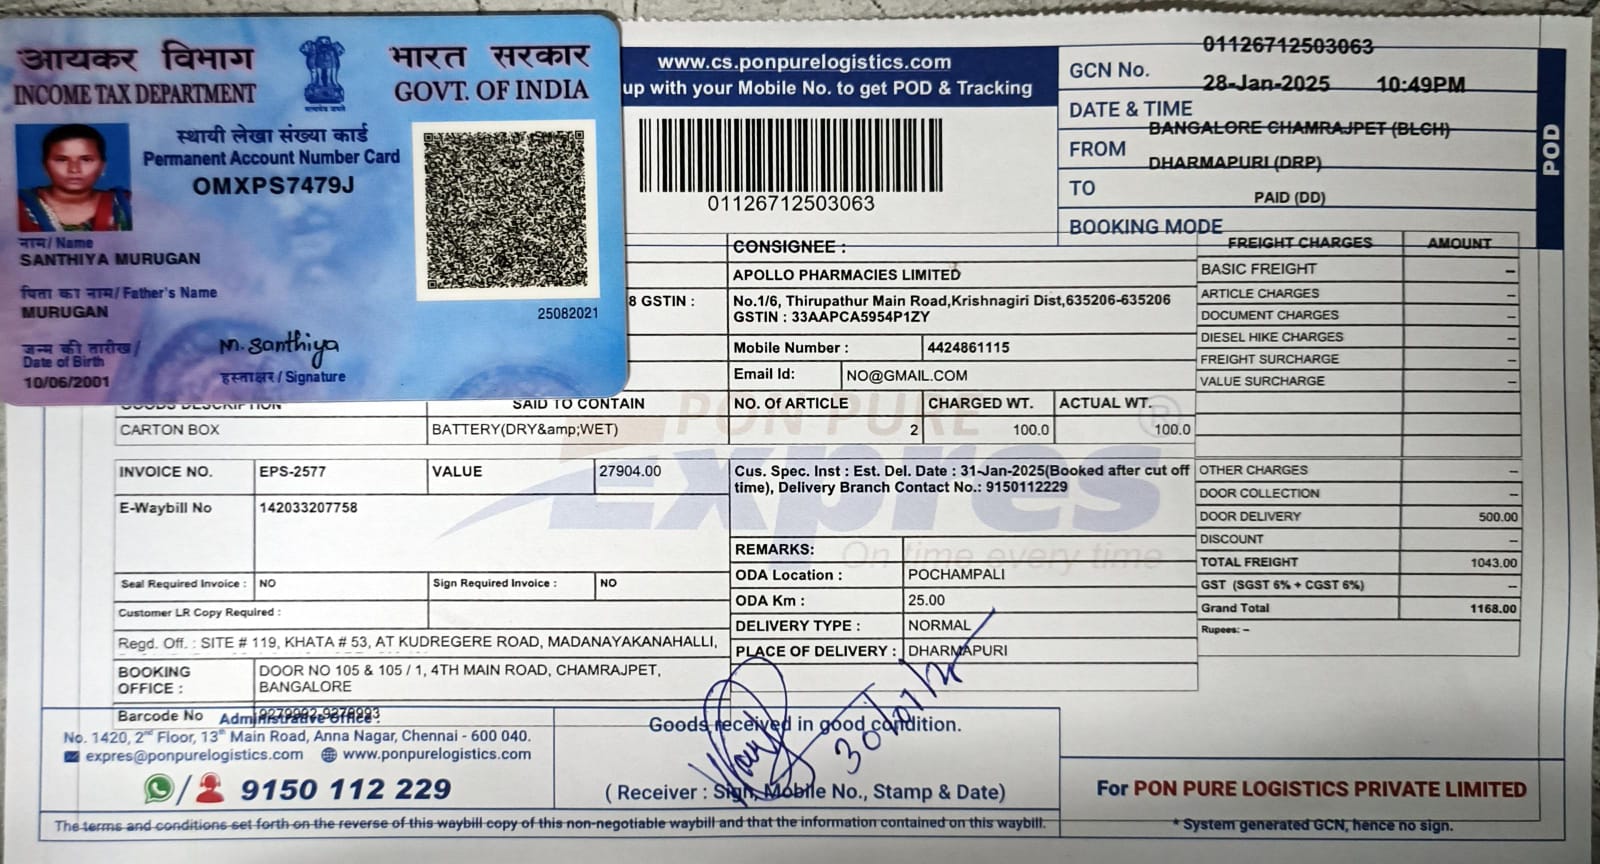 आयकर विभाग
INCOME TAX DEPARTMENT
भारत सरकार
GOVT. OF INDIA
स्थायी लेखा संख्या कार्ड
Permanent Account Number Card
OMXPS7479J
नाम/ Name
SANTHIYA MURUGAN
पिता का नाम/ Father's Name
MURUGAN
जन्म की तारीख/
Date of Birth
10/06/2001
M. Santhiya
हस्ताक्षर / Signature
25082021
www.cs.ponpurelogistics.com
up with your Mobile No. to get POD & Tracking
01126712503063
GCN No. 01126712503063
DATE & TIME 28-Jan-2025 10:49PM
FROM BANGALORE CHAMRAJPET (BLCH)
TO DHARMAPURI (DRP)
BOOKING MODE PAID (DD)
POD
CONSIGNEE :
APOLLO PHARMACIES LIMITED
8 GSTIN :
No.1/6, Thirupathur Main Road,Krishnagiri Dist,635206-635206
GSTIN : 33AAPCA5954P1ZY
Mobile Number : 4424861115
Email Id: NO@GMAIL.COM
FREIGHT CHARGES AMOUNT
BASIC FREIGHT –
ARTICLE CHARGES –
DOCUMENT CHARGES –
DIESEL HIKE CHARGES –
FREIGHT SURCHARGE –
VALUE SURCHARGE –
GOODS DESCRIPTION SAID TO CONTAIN NO. Of ARTICLE CHARGED WT. ACTUAL WT.
CARTON BOX BATTERY(DRY&amp;WET) 2 100.0 100.0
PON PURE
Expres
On time every time
INVOICE NO. EPS-2577 VALUE 27904.00
Cus. Spec. Inst : Est. Del. Date : 31-Jan-2025(Booked after cut off
time), Delivery Branch Contact No.: 9150112229
E-Waybill No 142033207758
OTHER CHARGES –
DOOR COLLECTION –
DOOR DELIVERY 500.00
DISCOUNT –
TOTAL FREIGHT 1043.00
GST (SGST 6% + CGST 6%) –
Grand Total 1168.00
Rupees: –
REMARKS:
ODA Location : POCHAMPALI
ODA Km : 25.00
DELIVERY TYPE : NORMAL
PLACE OF DELIVERY : DHARMAPURI
Seal Required Invoice : NO Sign Required Invoice : NO
Customer LR Copy Required :
Regd. Off. : SITE # 119, KHATA # 53, AT KUDREGERE ROAD, MADANAYAKANAHALLI,
BOOKING
OFFICE :
DOOR NO 105 & 105 / 1, 4TH MAIN ROAD, CHAMRAJPET,
BANGALORE
Barcode No 9279992-9279993
Administrative Office :
No. 1420, 2nd Floor, 13th Main Road, Anna Nagar, Chennai - 600 040.
expres@ponpurelogistics.com www.ponpurelogistics.com
9150 112 229
Goods received in good condition.
( Receiver : Sign, Mobile No., Stamp & Date)
For PON PURE LOGISTICS PRIVATE LIMITED
* System generated GCN, hence no sign.
The terms and conditions set forth on the reverse of this waybill copy of this non-negotiable waybill and that the information contained on this waybill.